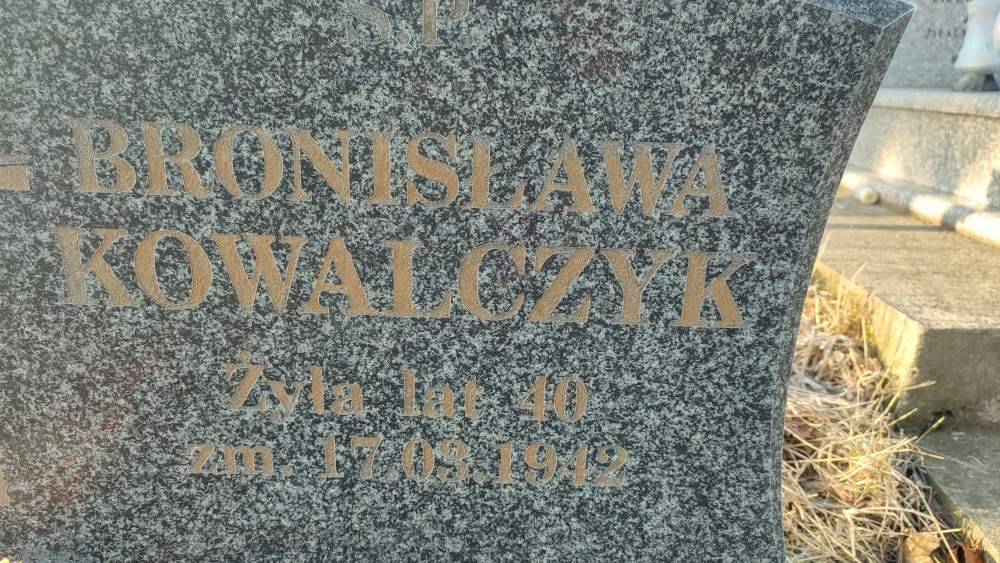 Ś.P.
BRONISŁAWA
KOWALCZYK
Żyła lat 40
zm. 17.03.1942